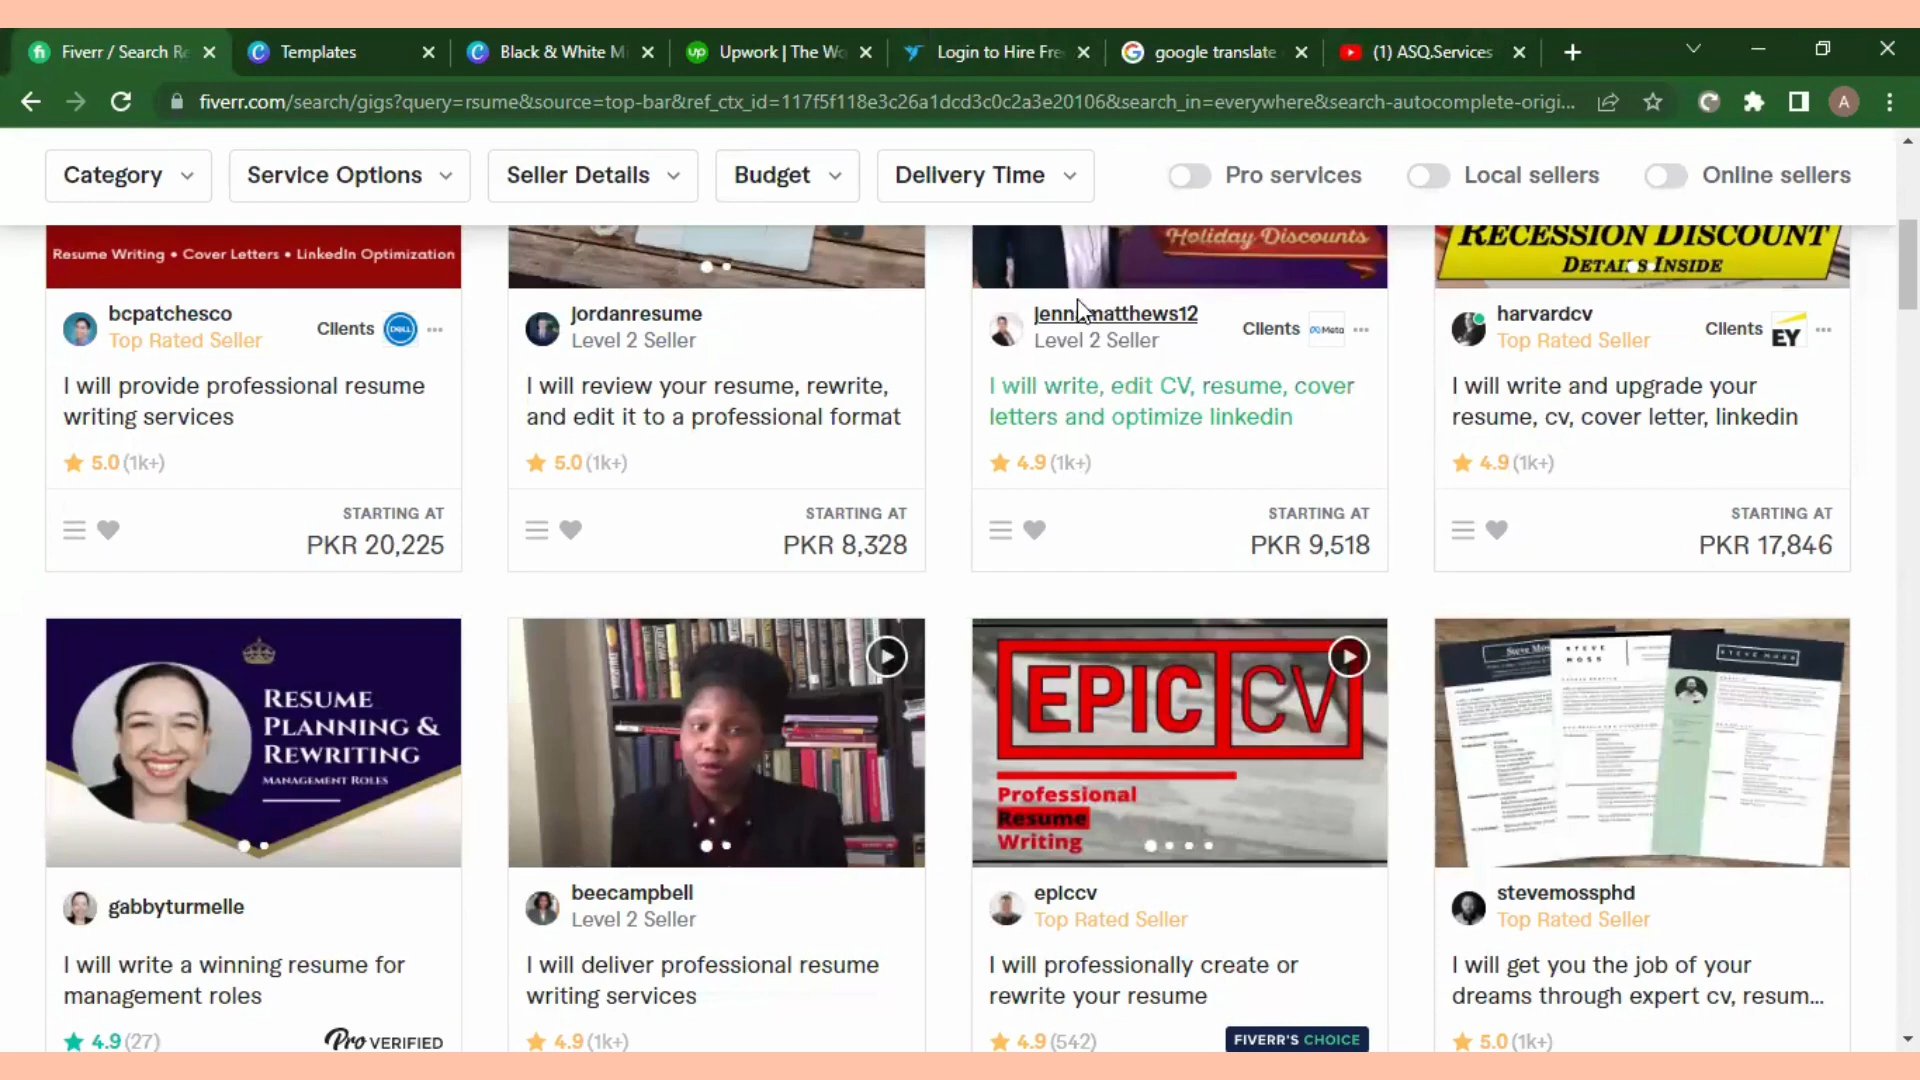 Fiverr / Search Re
Templates
Black & White Mi
Upwork | The Wo
Login to Hire Fre
google translate
(1) ASQ.Services
fiverr.com/search/gigs?query=rsume&source=top-bar&ref_ctx_id=117f5f118e3c26a1dcd3c0c2a3e20106&search_in=everywhere&search-autocomplete-origi...
A
Category
Service Options
Seller Details
Budget
Delivery Time
Pro services
Local sellers
Online sellers
Resume Writing • Cover Letters • LinkedIn Optimization
Holiday Discounts
RECESSION DISCOUNT
DETAILS INSIDE
bcpatchesco
Top Rated Seller
Clients
DELL
I will provide professional resume
writing services
5.0 (1k+)
STARTING AT
PKR 20,225
jordanresume
Level 2 Seller
I will review your resume, rewrite,
and edit it to a professional format
5.0 (1k+)
STARTING AT
PKR 8,328
Level 2 Seller
Clients
Meta
I will write, edit CV, resume, cover
letters and optimize linkedin
4.9 (1k+)
STARTING AT
PKR 9,518
harvardcv
Top Rated Seller
Clients
EY
I will write and upgrade your
resume, cv, cover letter, linkedin
4.9 (1k+)
STARTING AT
PKR 17,846
RESUME
PLANNING &
REWRITING
MANAGEMENT ROLES
gabbyturmelle
I will write a winning resume for
management roles
4.9 (27)
Pro VERIFIED
beecampbell
Level 2 Seller
I will deliver professional resume
writing services
4.9 (1k+)
EPIC CV
Professional
Resume
Writing
epiccv
Top Rated Seller
I will professionally create or
rewrite your resume
4.9 (542)
FIVERR'S CHOICE
STEVE
MOSS
STEVE MOSS
stevemossphd
Top Rated Seller
I will get you the job of your
dreams through expert cv, resum...
5.0 (1k+)